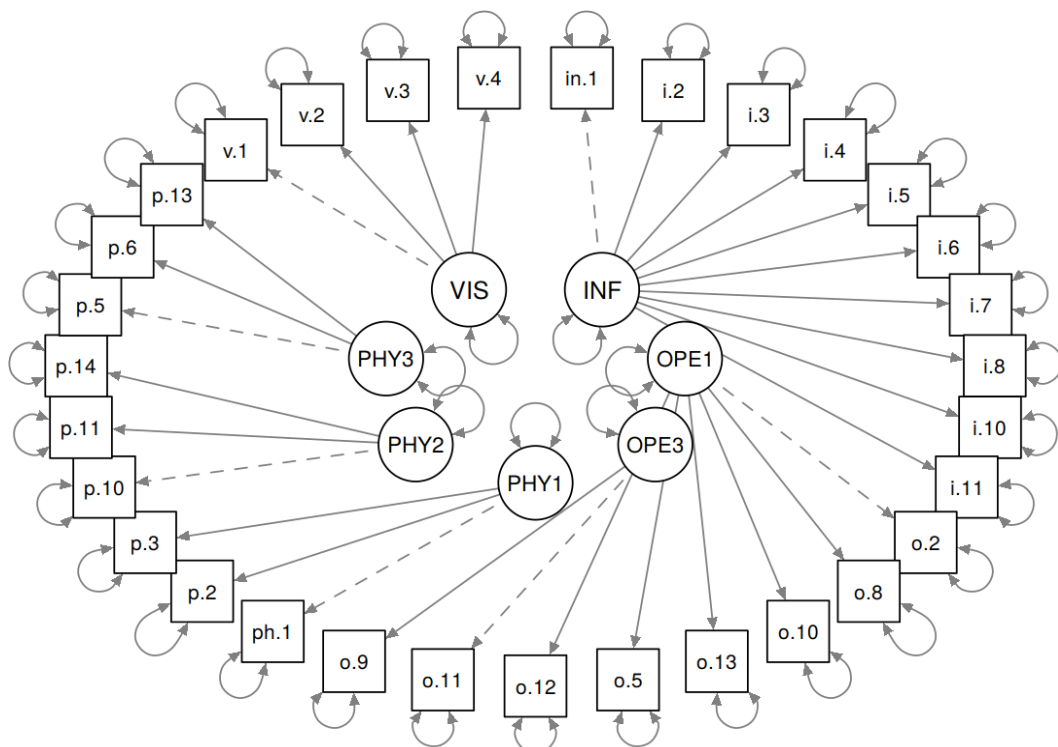 v.4
in.1
v.3
i.2
v.2
i.3
v.1
i.4
p.13
i.5
p.6
i.6
VIS
INF
p.5
i.7
PHY3
OPE1
p.14
i.8
p.11
i.10
PHY2
OPE3
p.10
PHY1
i.11
p.3
o.2
p.2
o.8
ph.1
o.10
o.9
o.13
o.11
o.12
o.5